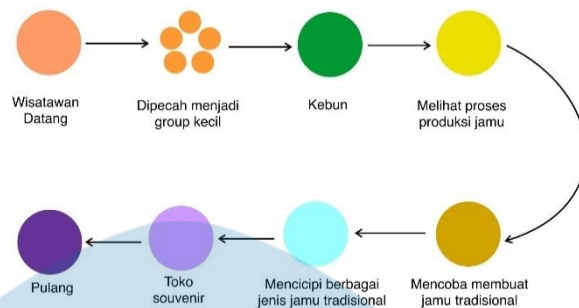 Wisatawan
Datang
Dipecah menjadi
group kecil
Kebun
Melihat proses
produksi jamu
Pulang
Toko
souvenir
Mencicipi berbagai
jenis jamu tradisional
Mencoba membuat
jamu tradisional